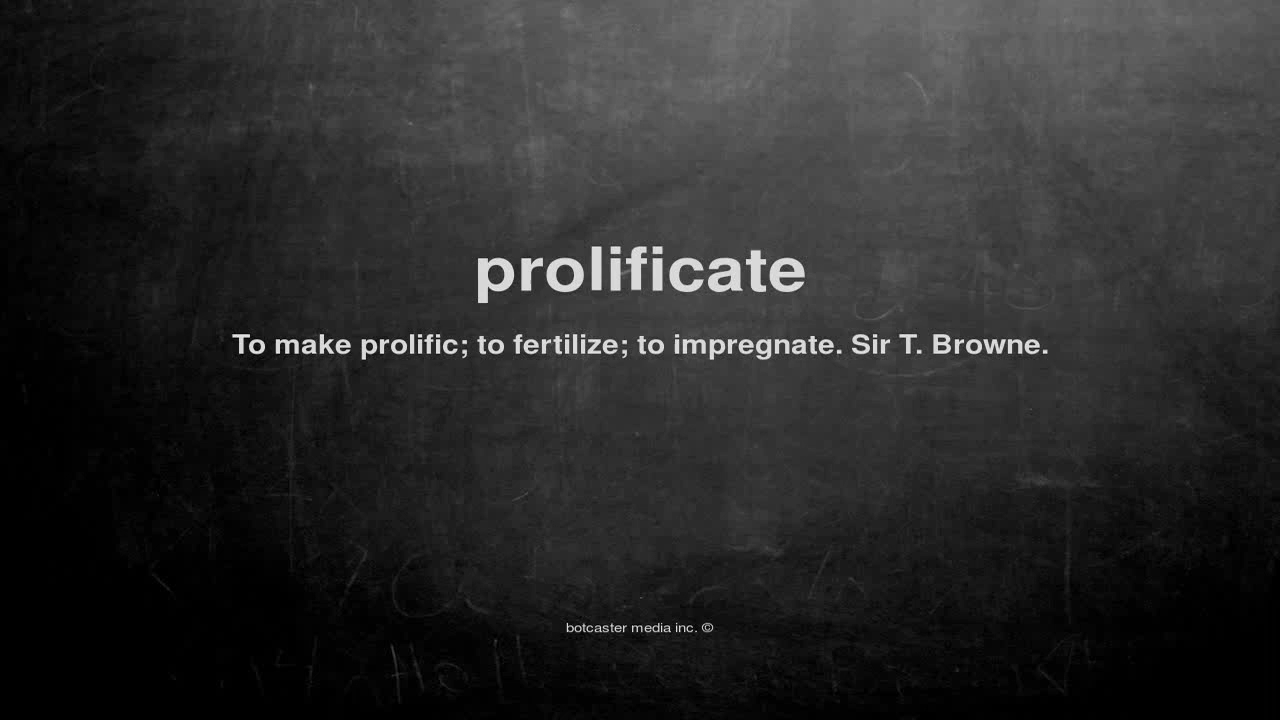 prolificate
To make prolific; to fertilize; to impregnate. Sir T. Browne.
botcaster media inc. ©